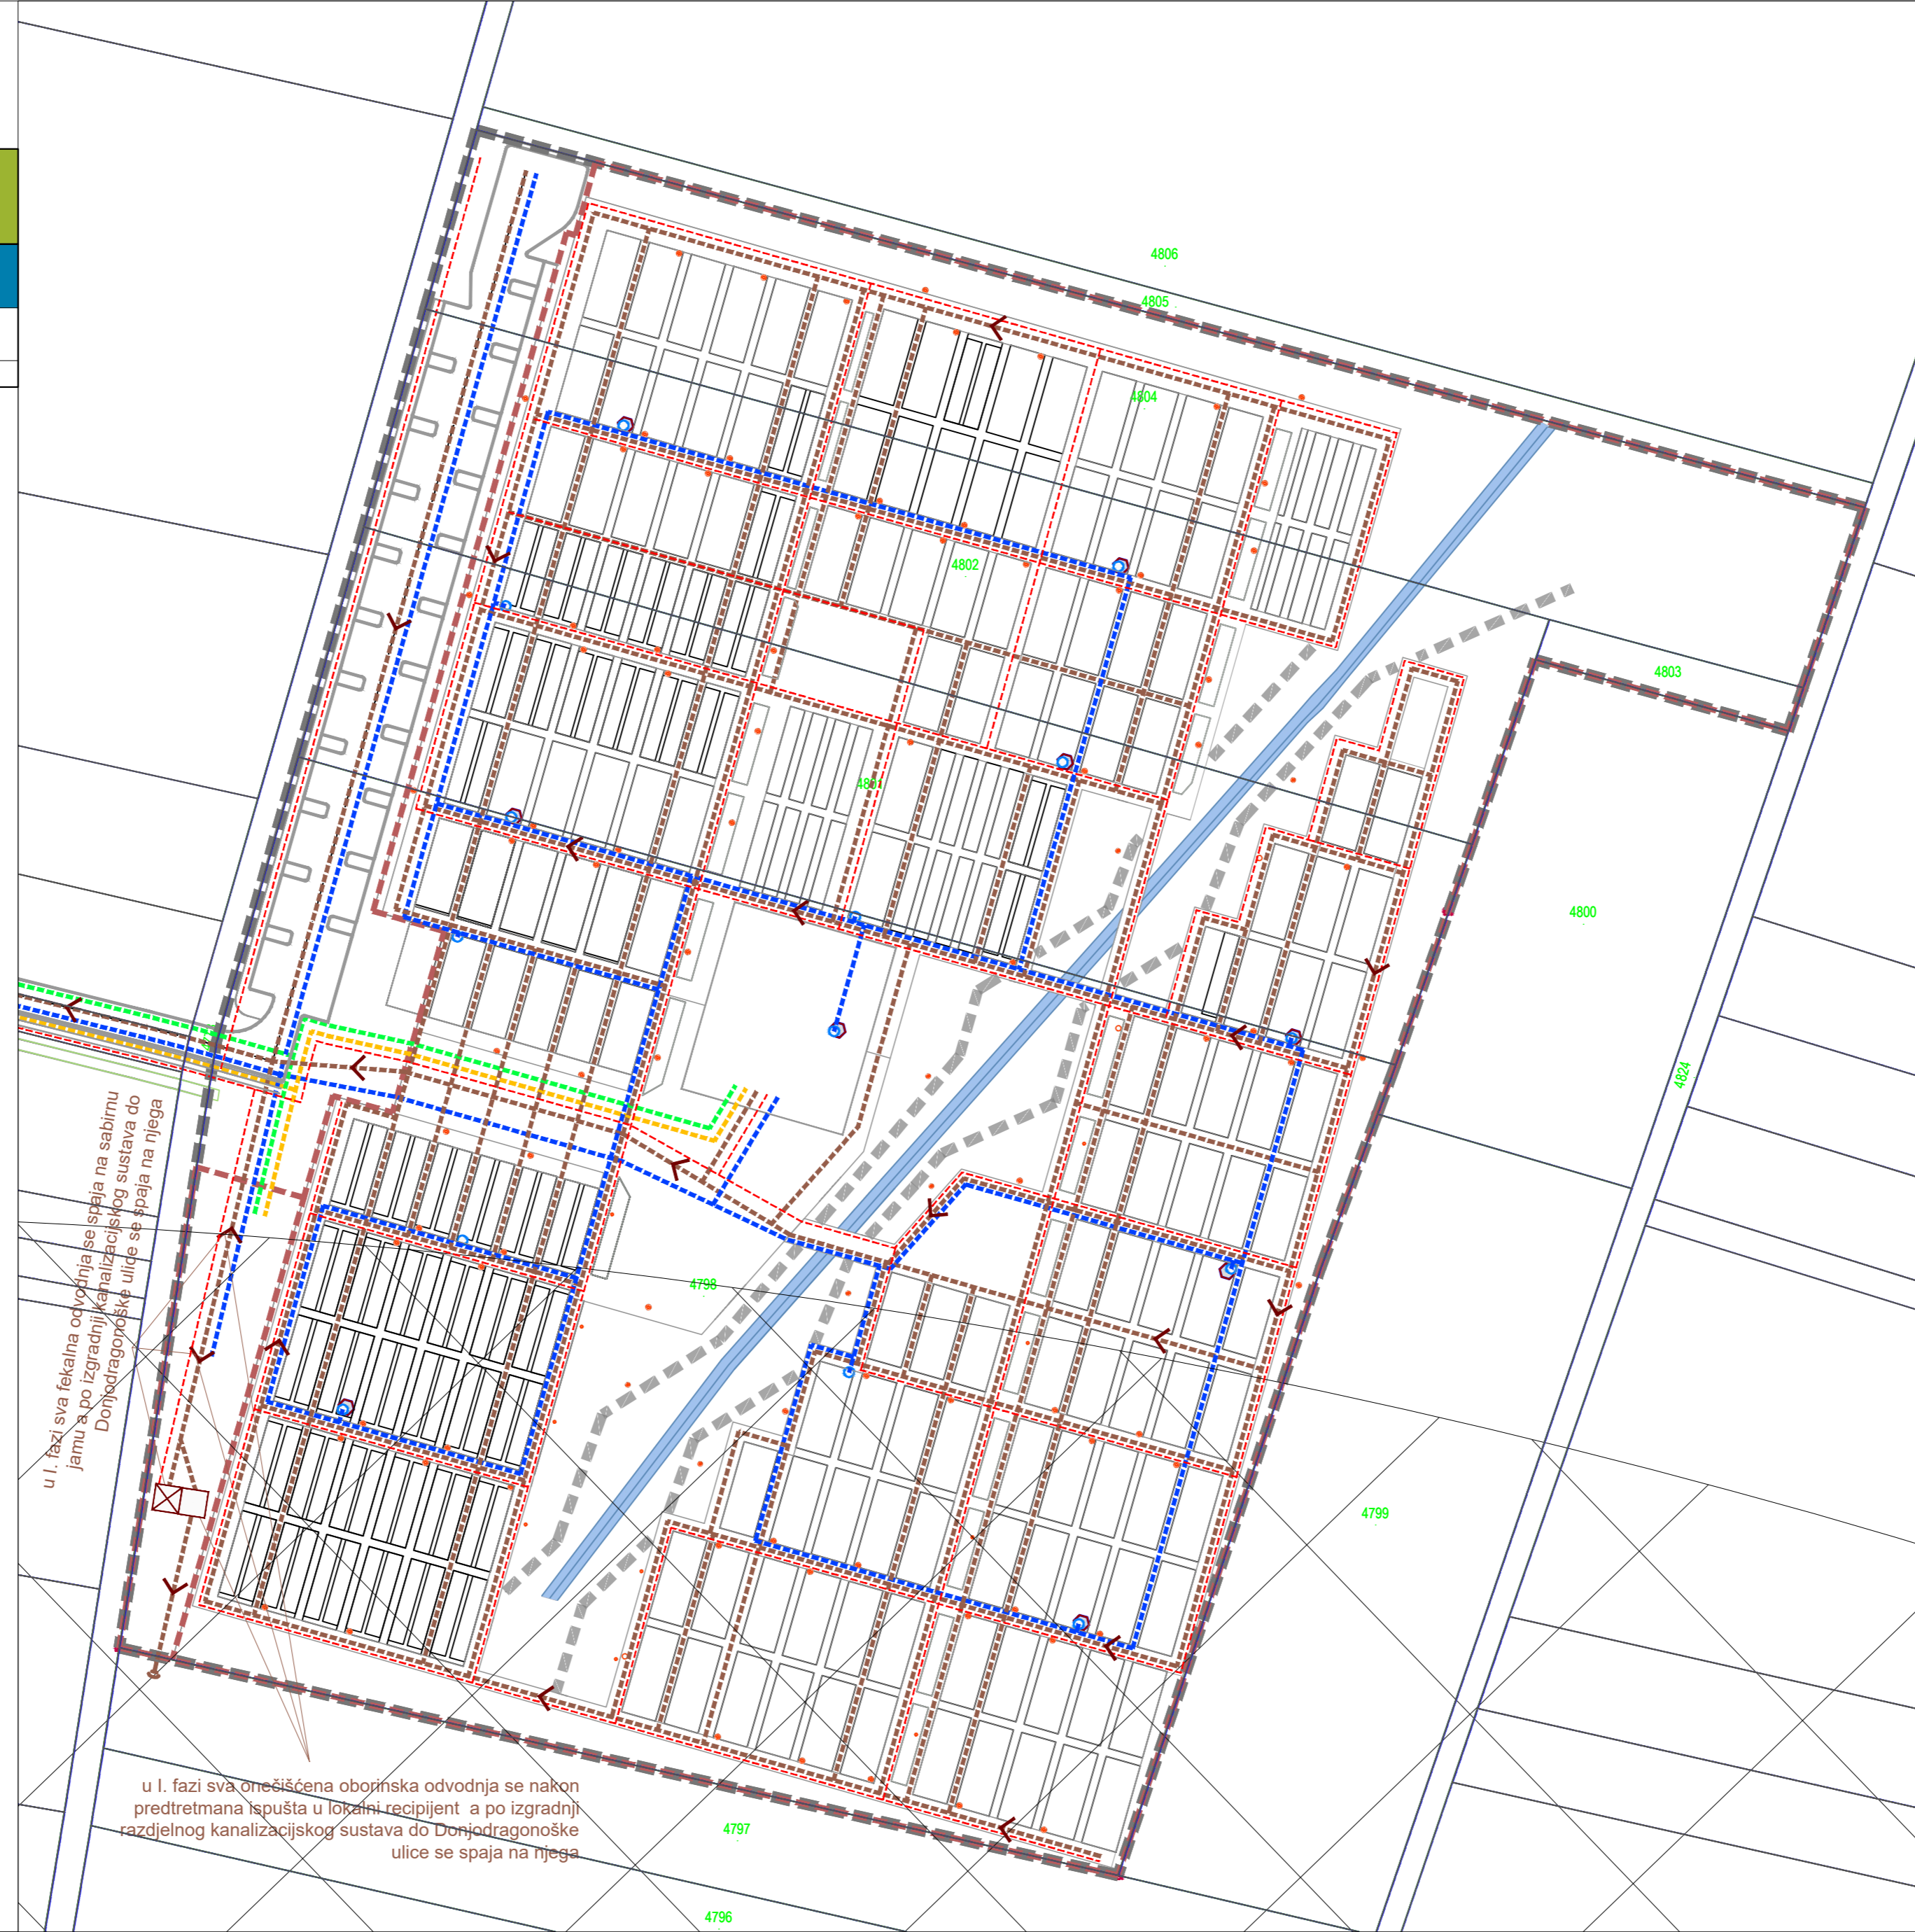 4806
4805
4804
4802
4803
4801
4800
4824
u I. fazi sva fekalna odvodnja se spaja na sabirnu
jamu a po izgradnji kanalizacijskog sustava do
Donjodragonoške ulice se spaja na njega
4798
4799
u I. fazi sva onečišćena oborinska odvodnja se nakon
predtretmana ispušta u lokalni recipijent a po izgradnji
razdjelnog kanalizacijskog sustava do Donjodragonoške
ulice se spaja na njega
4797
4796